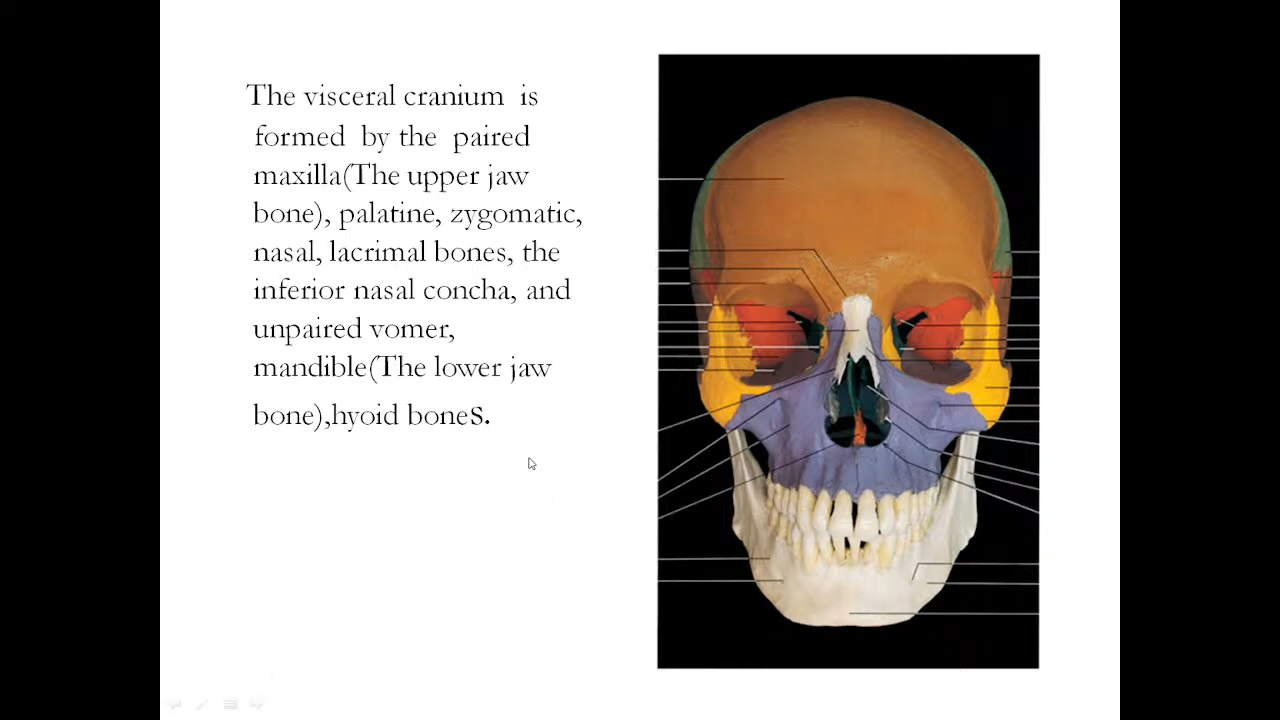 The visceral cranium is
formed by the paired
maxilla(The upper jaw
bone), palatine, zygomatic,
nasal, lacrimal bones, the
inferior nasal concha, and
unpaired vomer,
mandible(The lower jaw
bone),hyoid bones.